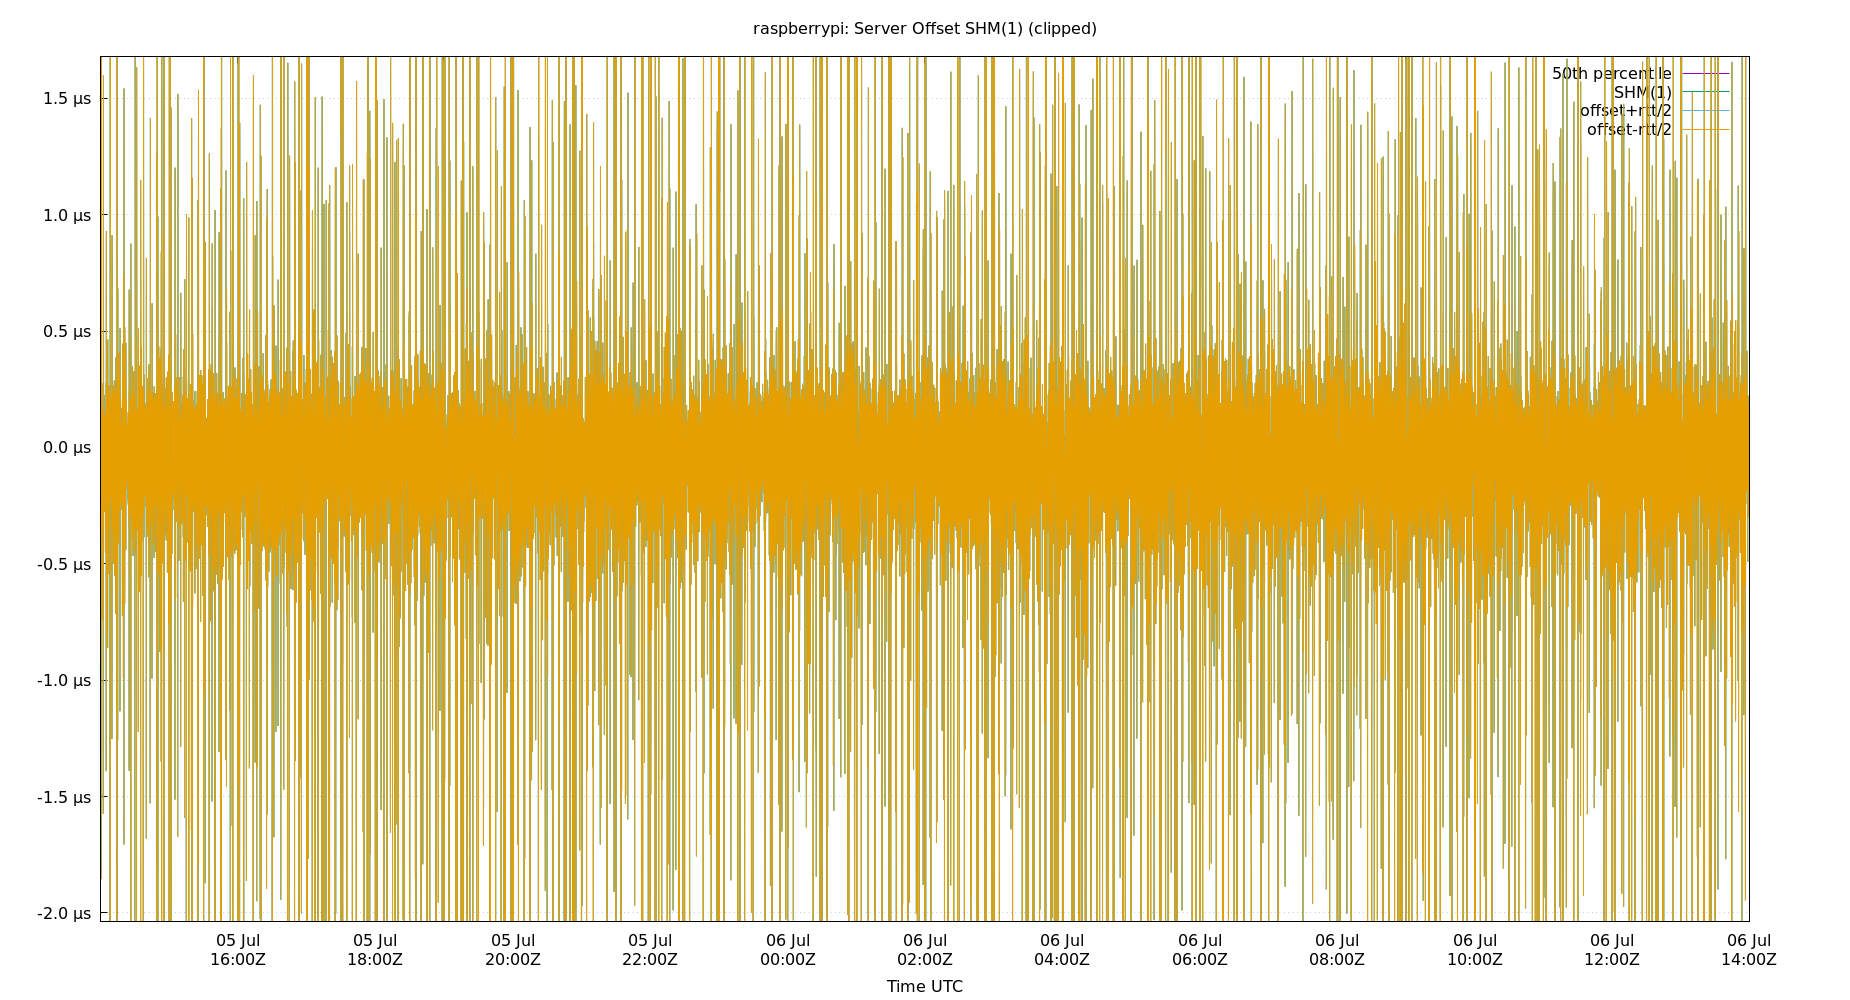 raspberrypi: Server Offset SHM(1) (clipped)
50th percentile
SHM(1)
offset+rtt/2
offset-rtt/2
1.5 µs
1.0 µs
0.5 µs
0.0 µs
-0.5 µs
-1.0 µs
-1.5 µs
-2.0 µs
05 Jul 05 Jul 05 Jul 05 Jul 06 Jul 06 Jul 06 Jul 06 Jul 06 Jul 06 Jul 06 Jul 06 Jul
16:00Z 18:00Z 20:00Z 22:00Z 00:00Z 02:00Z 04:00Z 06:00Z 08:00Z 10:00Z 12:00Z 14:00Z
Time UTC